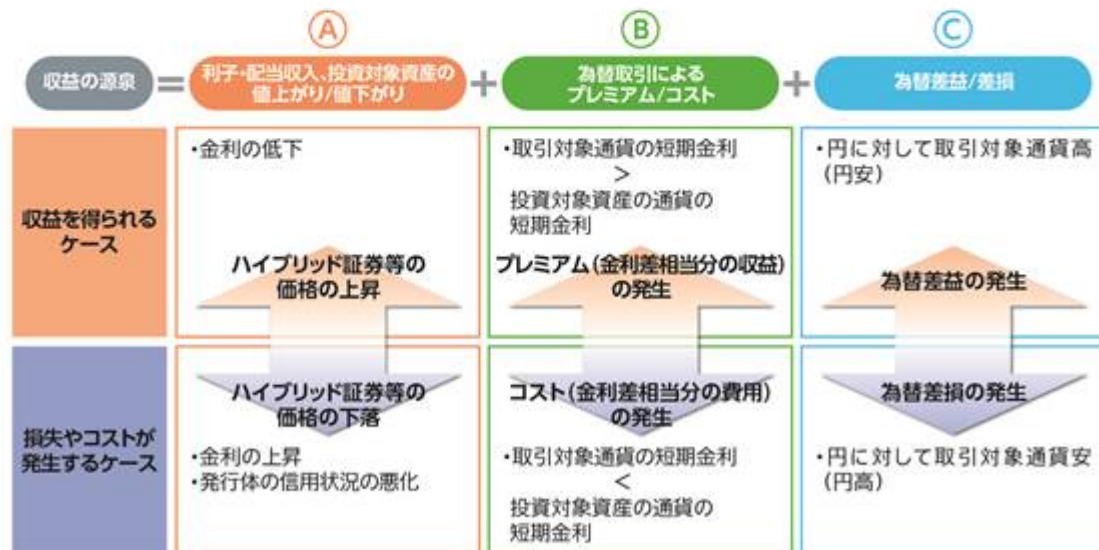 Ⓐ
Ⓑ
Ⓒ
収益の源泉
=
利子・配当収入、投資対象資産の
値上がり/値下がり
+
為替取引による
プレミアム/コスト
+
為替差益/差損
収益を得られる
ケース
・金利の低下
ハイブリッド証券等の
価格の上昇
・取引対象通貨の短期金利
>
投資対象資産の通貨の
短期金利
プレミアム(金利差相当分の収益)
の発生
・円に対して取引対象通貨高
(円安)
為替差益の発生
損失やコストが
発生するケース
ハイブリッド証券等の
価格の下落
・金利の上昇
・発行体の信用状況の悪化
コスト(金利差相当分の費用)
の発生
・取引対象通貨の短期金利
<
投資対象資産の通貨の
短期金利
為替差損の発生
・円に対して取引対象通貨安
(円高)